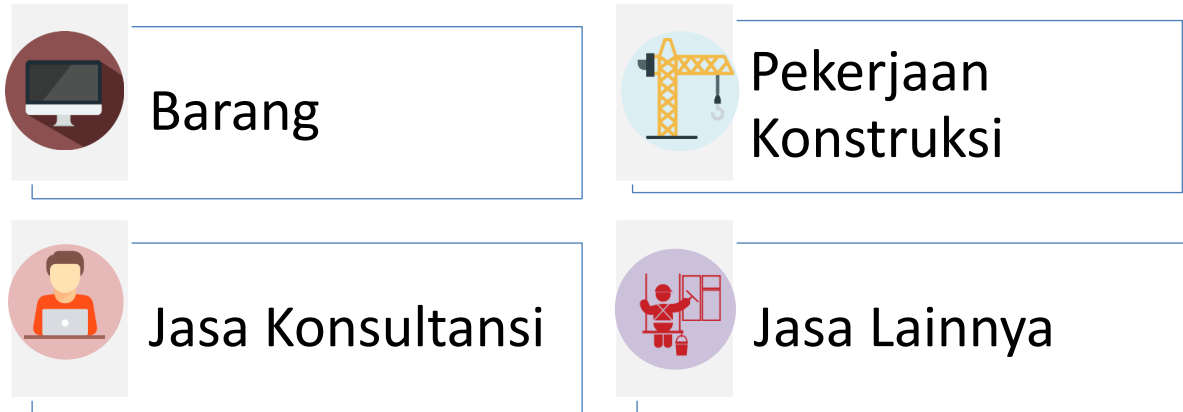 Barang
Pekerjaan
Konstruksi
Jasa Konsultansi
Jasa Lainnya